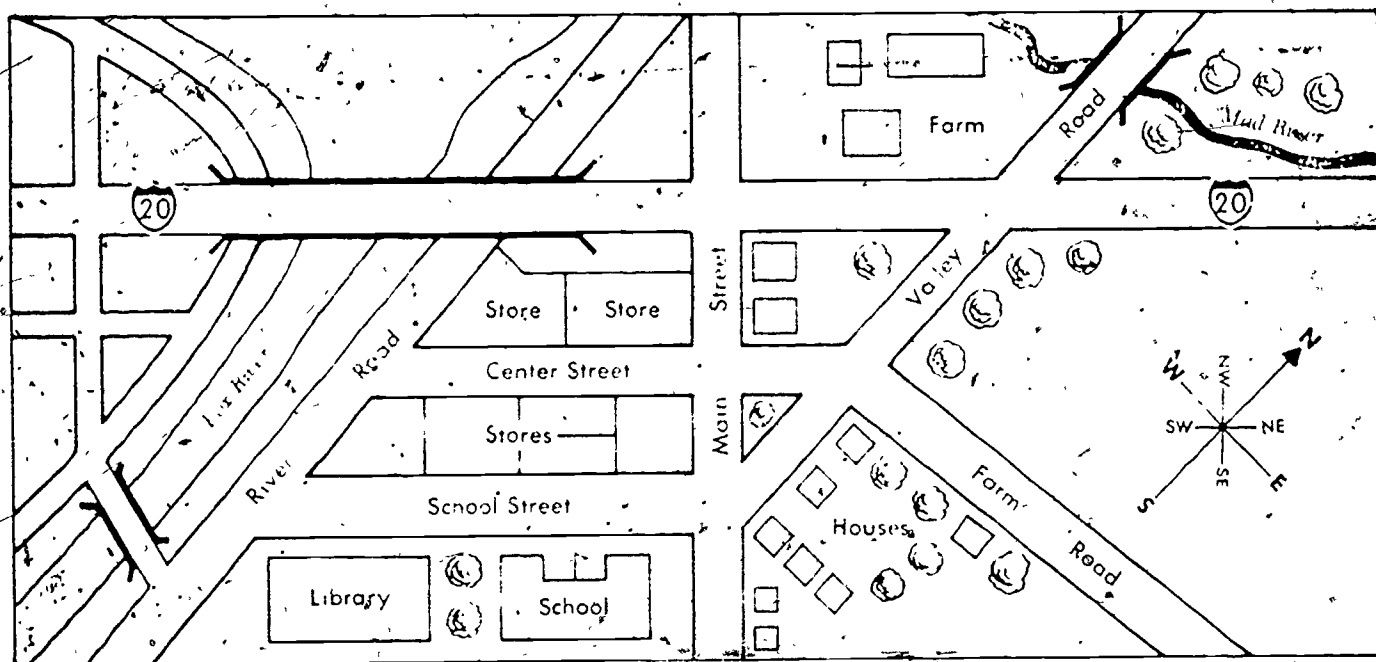 Farm
Road
Mud River
20
20
Street
Valley
Store
Store
Road
Center Street
River
Stores
Main
School Street
Houses
Farm
Road
Library
School
N
NW
W
SW
NE
SE
E
S